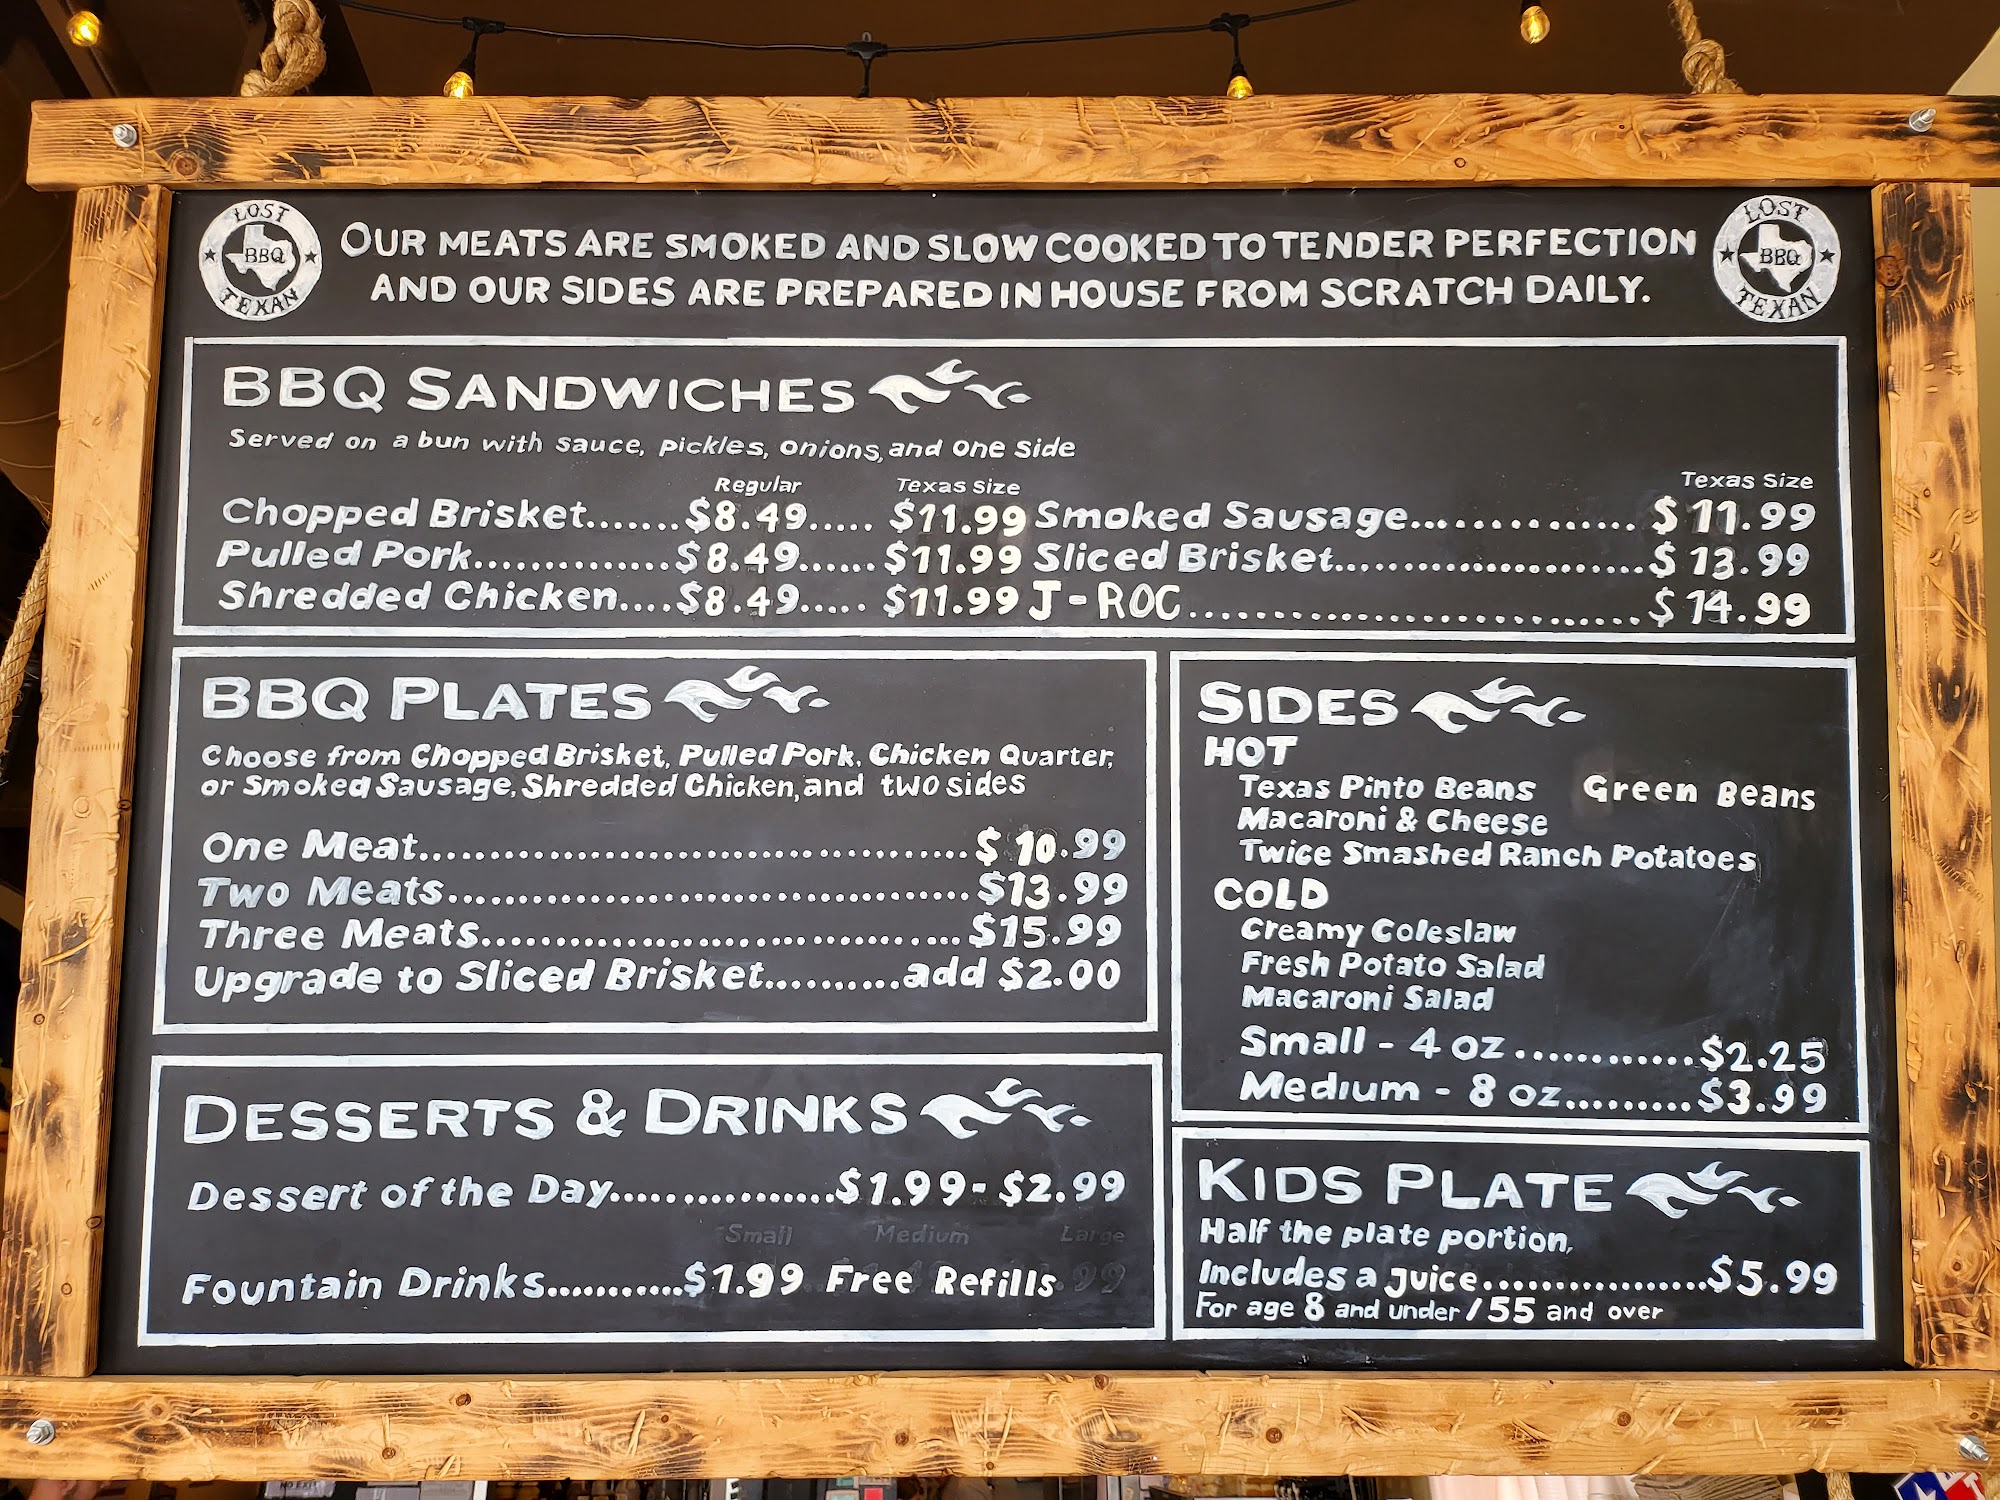 LOST
BBQ
TEXAN
OUR MEATS ARE SMOKED AND SLOW COOKED TO TENDER PERFECTION
AND OUR SIDES ARE PREPARED IN HOUSE FROM SCRATCH DAILY.
LOST
BBQ
TEXAN
BBQ SANDWICHES
Served on a bun with sauce, pickles, onions, and one side
Regular Texas Size Texas Size
Chopped Brisket.......$8.49..... $11.99 Smoked Sausage............... $11.99
Pulled Pork...............$8.49...... $11.99 Sliced Brisket.......................$13.99
Shredded Chicken....$8.49..... $11.99 J-ROC.............................$14.99
BBQ PLATES
Choose from Chopped Brisket, Pulled Pork, Chicken Quarter,
or Smoked Sausage, Shredded Chicken, and two sides
One Meat.......................................$10.99
Two Meats.....................................$13.99
Three Meats..................................$15.99
Upgrade to Sliced Brisket..........add $2.00
SIDES
HOT
Texas Pinto Beans Green Beans
Macaroni & Cheese
Twice Smashed Ranch Potatoes
COLD
Creamy Coleslaw
Fresh Potato Salad
Macaroni Salad
Small - 4 oz.............$2.25
Medium - 8 oz.........$3.99
DESSERTS & DRINKS
Dessert of the Day.................$1.99-$2.99
Small Medium Large
Fountain Drinks...........$1.99 Free Refills .99
KIDS PLATE
Half the plate portion,
Includes a juice.................$5.99
For age 8 and under / 55 and over